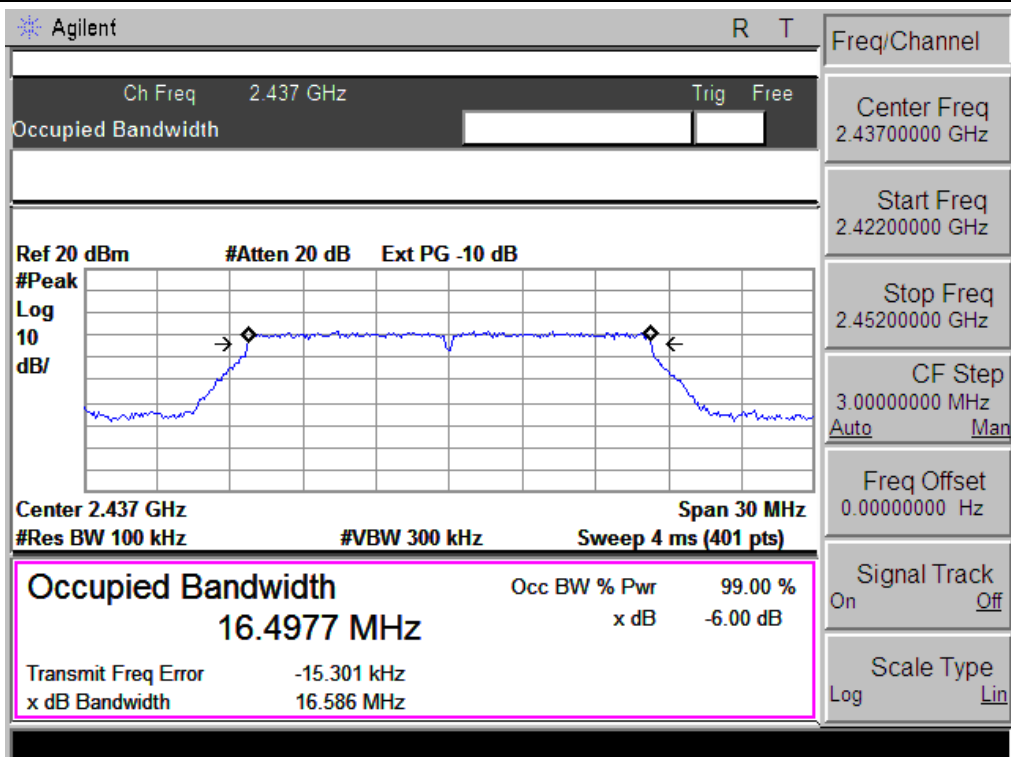 Agilent R T
Ch Freq 2.437 GHz Trig Free
Occupied Bandwidth
Ref 20 dBm #Atten 20 dB Ext PG -10 dB
#Peak
Log
10
dB/
Center 2.437 GHz Span 30 MHz
#Res BW 100 kHz #VBW 300 kHz Sweep 4 ms (401 pts)
Occupied Bandwidth Occ BW % Pwr 99.00 %
16.4977 MHz x dB -6.00 dB
Transmit Freq Error -15.301 kHz
x dB Bandwidth 16.586 MHz
Freq/Channel
Center Freq
2.43700000 GHz
Start Freq
2.42200000 GHz
Stop Freq
2.45200000 GHz
CF Step
3.00000000 MHz
Auto Man
Freq Offset
0.00000000 Hz
Signal Track
On Off
Scale Type
Log Lin